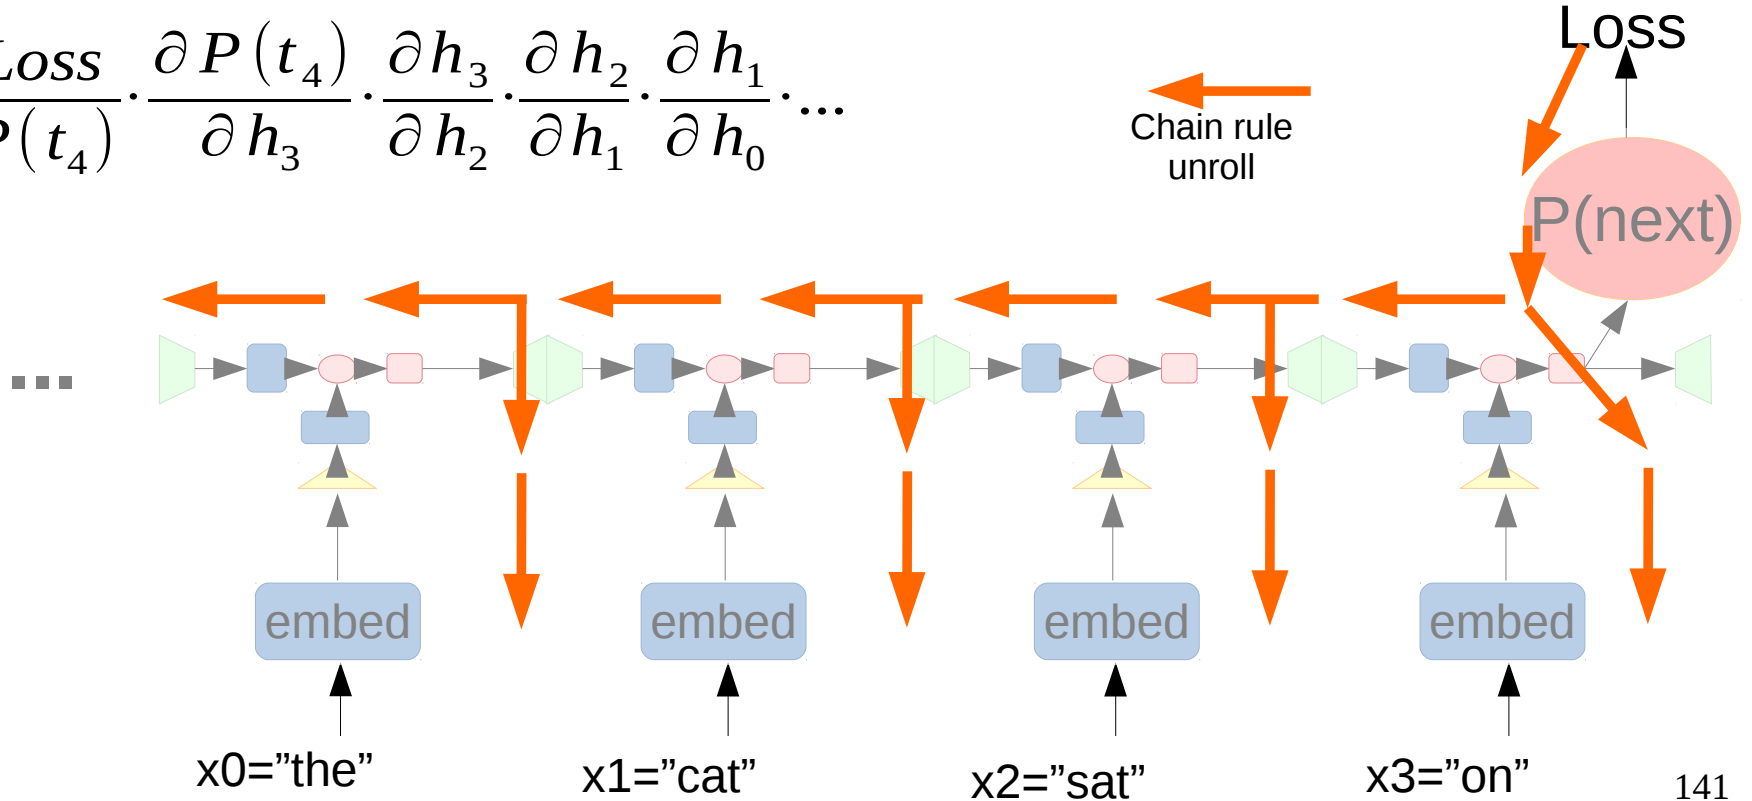 Loss
oss/P(t₄) · ∂P(t₄)/∂h₃ · ∂h₃/∂h₂ · ∂h₂/∂h₁ · ∂h₁/∂h₀ · ...
Chain rule
unroll
P(next)
...
embed embed embed embed
x0=”the” x1=”cat” x2=”sat” x3=”on”
141